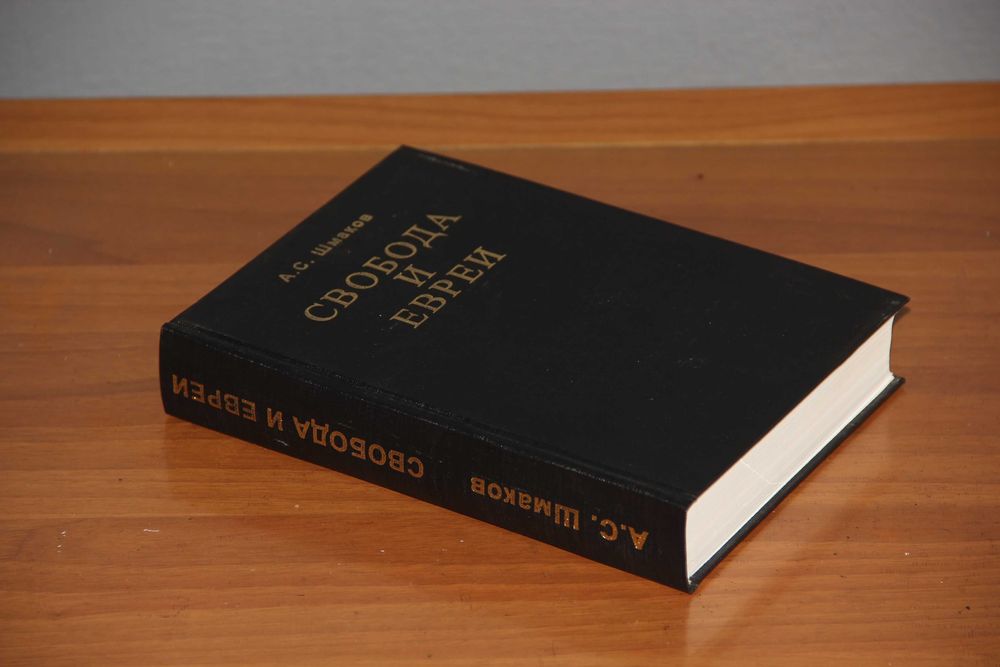 А.С. Шмаков
СВОБОДА
И
ЕВРЕИ
А.С. Шмаков СВОБОДА И ЕВРЕИ